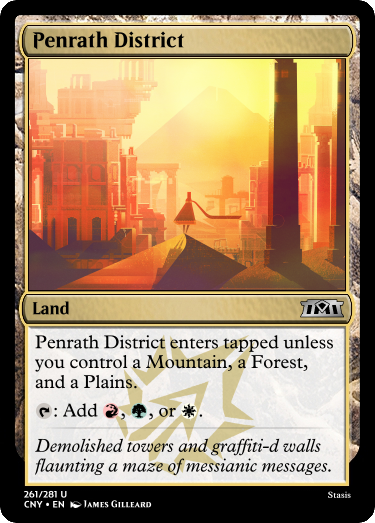 Penrath District
Land
Penrath District enters tapped unless
you control a Mountain, a Forest,
and a Plains.
: Add , , or .
Demolished towers and graffiti-d walls
flaunting a maze of messianic messages.
261/281 U
CNY • EN James Gilleard
Stasis